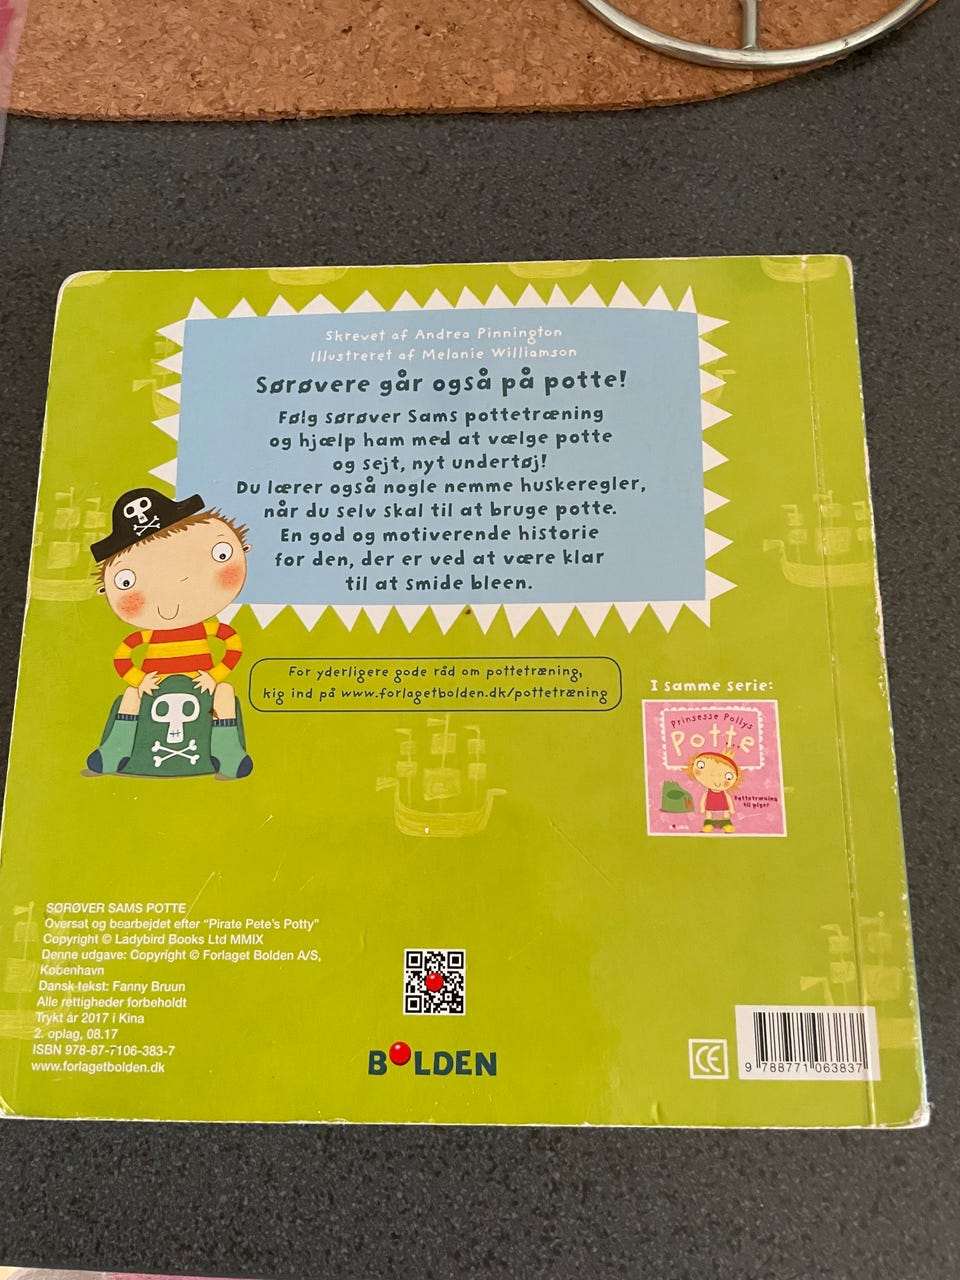 Skrevet af Andrea Pinnington
Illustreret af Melanie Williamson
Sørøvere går også på potte!
Følg sørøver Sams pottetræning
og hjælp ham med at vælge potte
og sejt, nyt undertøj!
Du lærer også nogle nemme huskeregler,
når du selv skal til at bruge potte.
En god og motiverende historie
for den, der er ved at være klar
til at smide bleen.
For yderligere gode råd om pottetræning,
kig ind på www.forlagetbolden.dk/pottetræning
I samme serie:
Prinsesse Pollys
Potte
Pottetræning
til piger
BOLDEN
SØRØVER SAMS POTTE
Oversat og bearbejdet efter "Pirate Pete's Potty"
Copyright © Ladybird Books Ltd MMIX
Denne udgave: Copyright © Forlaget Bolden A/S,
København
Dansk tekst: Fanny Bruun
Alle rettigheder forbeholdt
Trykt år 2017 i Kina
2. oplag, 08.17
ISBN 978-87-7106-383-7
www.forlagetbolden.dk
BOLDEN
CE
9 788771 063837